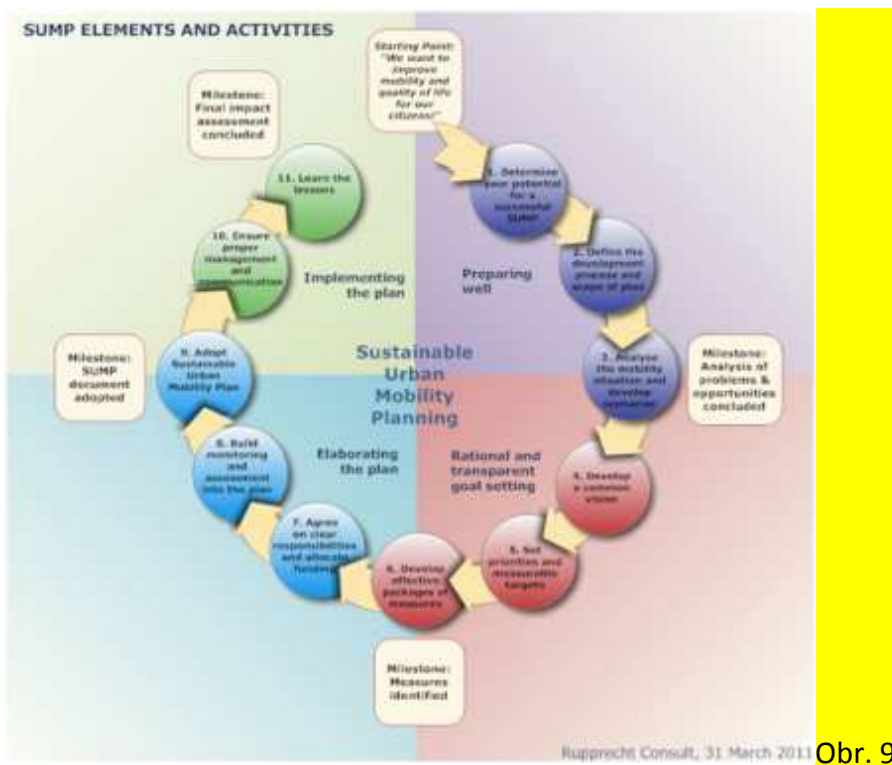 SUMP ELEMENTS AND ACTIVITIES
Starting Point:
"We want to
improve
mobility and
quality of life
for our
citizens!"
1. Determine
your potential
for a
successful
SUMP
2. Define the
development
process and
scope of plan
3. Analyse
the mobility
situation and
develop
scenarios
Milestone:
Analysis of
problems &
opportunities
concluded
Preparing
well
4. Develop
a common
vision
5. Set
priorities and
measurable
targets
6. Develop
effective
packages of
measures
Rational and
transparent
goal setting
Milestone:
Measures
identified
7. Agree
on clear
responsibilities
and allocate
funding
8. Build
monitoring
and
assessment
into the plan
9. Adopt
Sustainable
Urban
Mobility Plan
Elaborating
the plan
Milestone:
SUMP
document
adopted
10. Ensure
proper
management
and
communication
11. Learn the
lessons
Implementing
the plan
Milestone:
Final impact
assessment
concluded
Sustainable
Urban
Mobility
Planning
Rupprecht Consult, 31 March 2011
Obr. 9